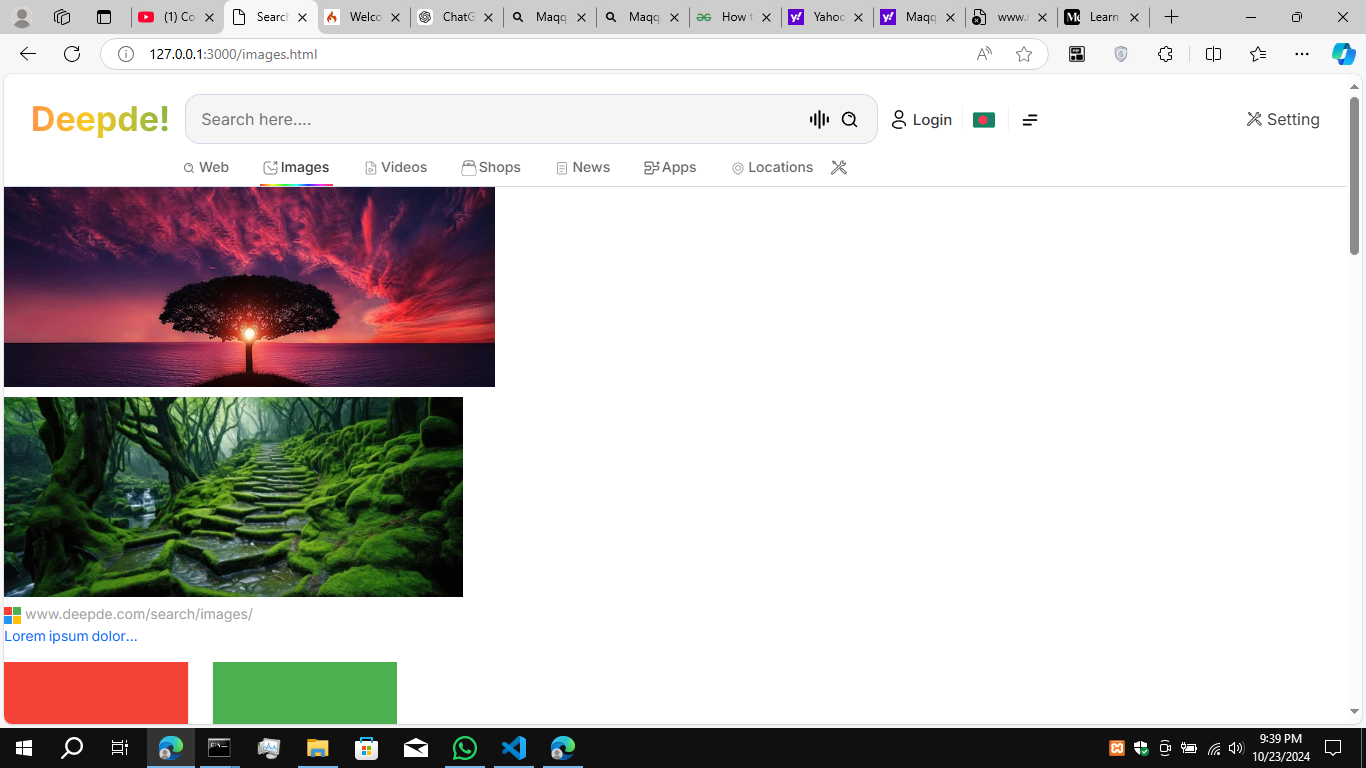 (1) Co
Search
Welco
ChatG
Maqq
Maqq
How t
Yahoo
Maqq
www.
Learn
127.0.0.1:3000/images.html
Deepde!
Search here....
Login
Setting
Web
Images
Videos
Shops
News
Apps
Locations
www.deepde.com/search/images/
Lorem ipsum dolor...
9:39 PM
10/23/2024